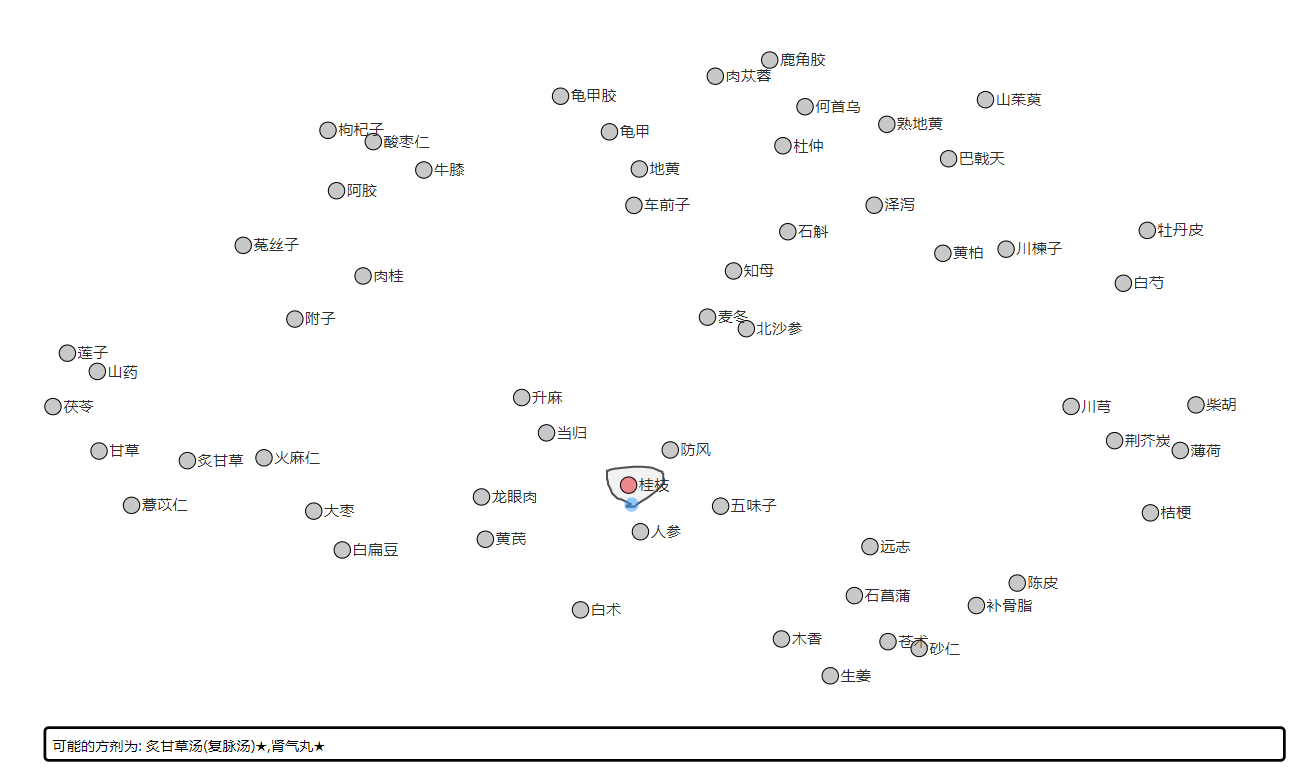 鹿角胶
肉苁蓉
龟甲胶
山茱萸
何首乌
熟地黄
枸杞子
龟甲
酸枣仁
杜仲
巴戟天
牛膝
地黄
阿胶
车前子
泽泻
牡丹皮
石斛
菟丝子
川楝子
黄柏
知母
肉桂
白芍
麦冬
附子
北沙参
莲子
山药
升麻
柴胡
茯苓
川芎
当归
荆芥炭
防风
甘草
薄荷
火麻仁
炙甘草
桂枝
龙眼肉
薏苡仁
五味子
大枣
桔梗
人参
黄芪
远志
白扁豆
陈皮
石菖蒲
补骨脂
白术
木香
苍术
砂仁
生姜
可能的方剂为: 炙甘草汤(复脉汤)★,肾气丸★